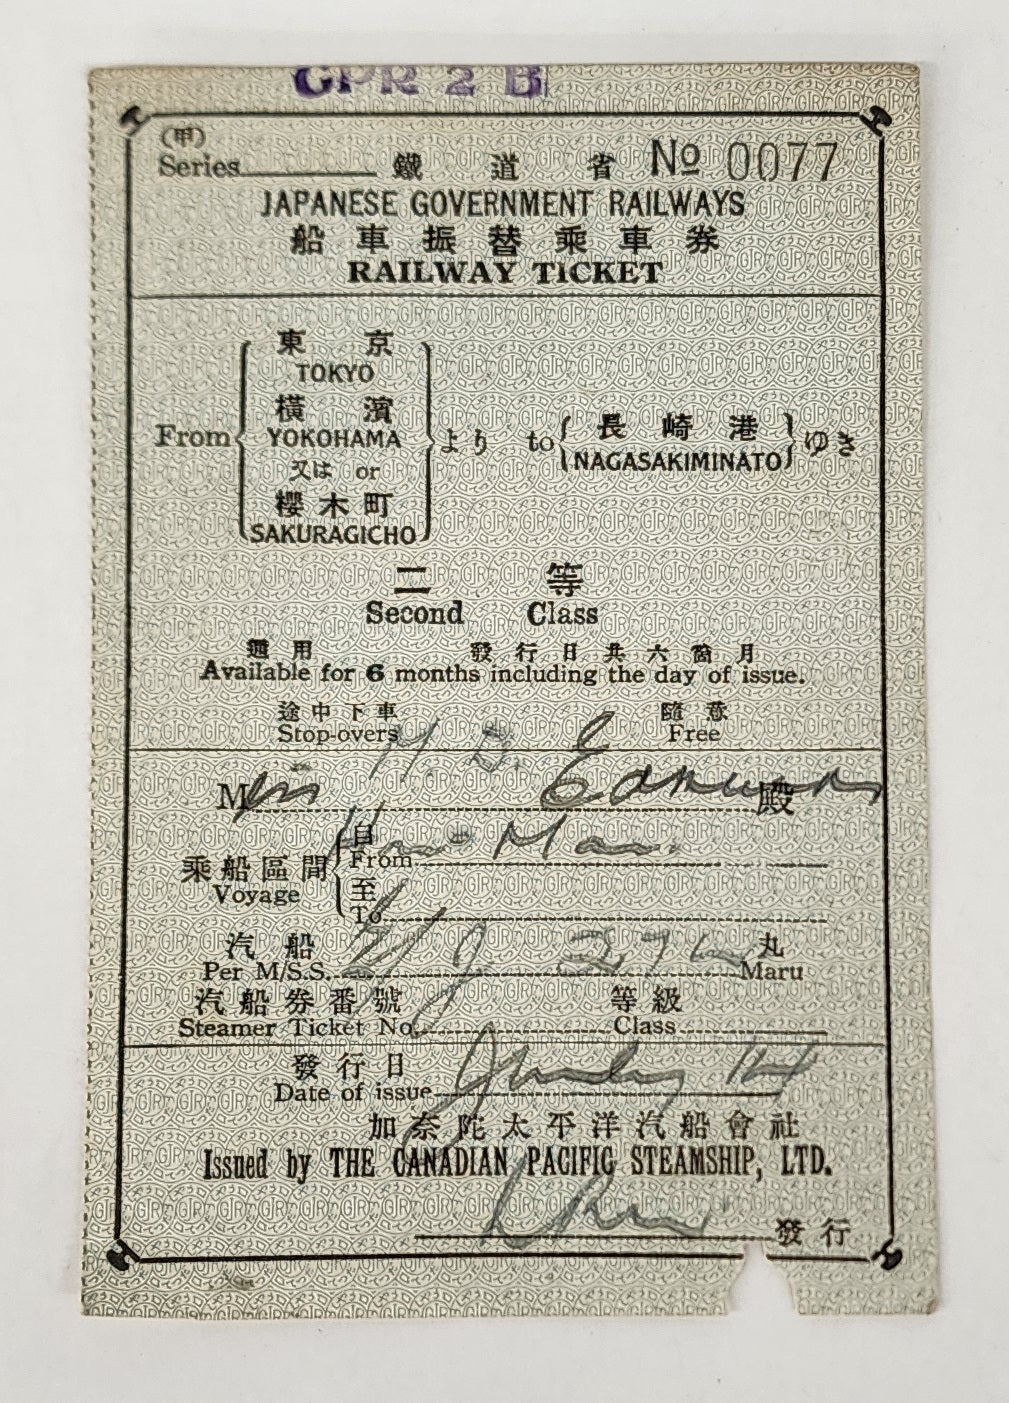 CPR 2 B
(甲)
Series 鐵道省 No 0077
JAPANESE GOVERNMENT RAILWAYS
船車振替乘車券
RAILWAY TICKET
東京
TOKYO
橫濱
From YOKOHAMA より to 長崎港 ゆき
NAGASAKIMINATO
又は or
櫻木町
SAKURAGICHO
二等
Second Class
通用 發行日共六箇月
Available for 6 months including the day of issue.
途中下車 隨意
Stop-overs Free
H. D.
Miss 殿
自
乘船區間 From
Voyage 至
To
汽船 丸
Per M/S.S. Maru
汽船券番號 等級
Steamer Ticket No. Class
發行日
Date of issue 14
加奈陀太平洋汽船會社
Issued by THE CANADIAN PACIFIC STEAMSHIP, LTD.
發行